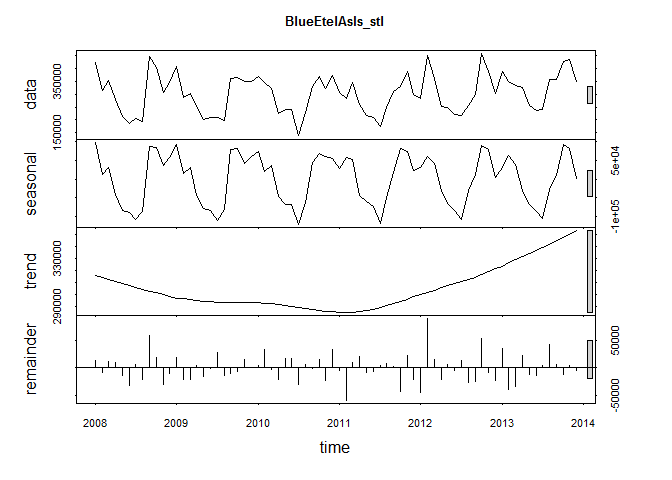 BlueEtelAsIs_stl
data
150000 350000
seasonal
-1e+05 5e+04
trend
290000 330000
remainder
-50000 50000
2008 2009 2010 2011 2012 2013 2014
time